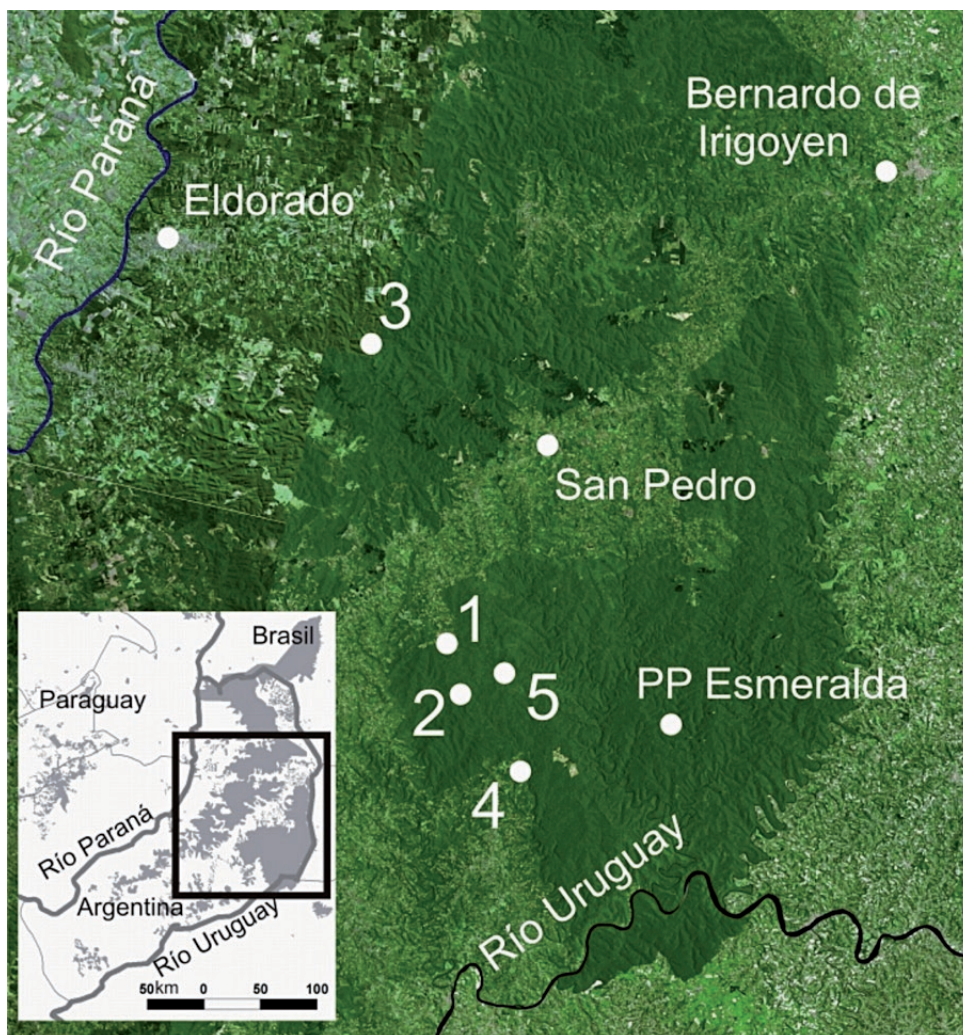 Río Paraná
Bernardo de
Irigoyen
Eldorado
3
San Pedro
1
2
5
PP Esmeralda
4
Río Uruguay
Brasil
Paraguay
Río Paraná
Argentina
Río Uruguay
50km 0 50 100